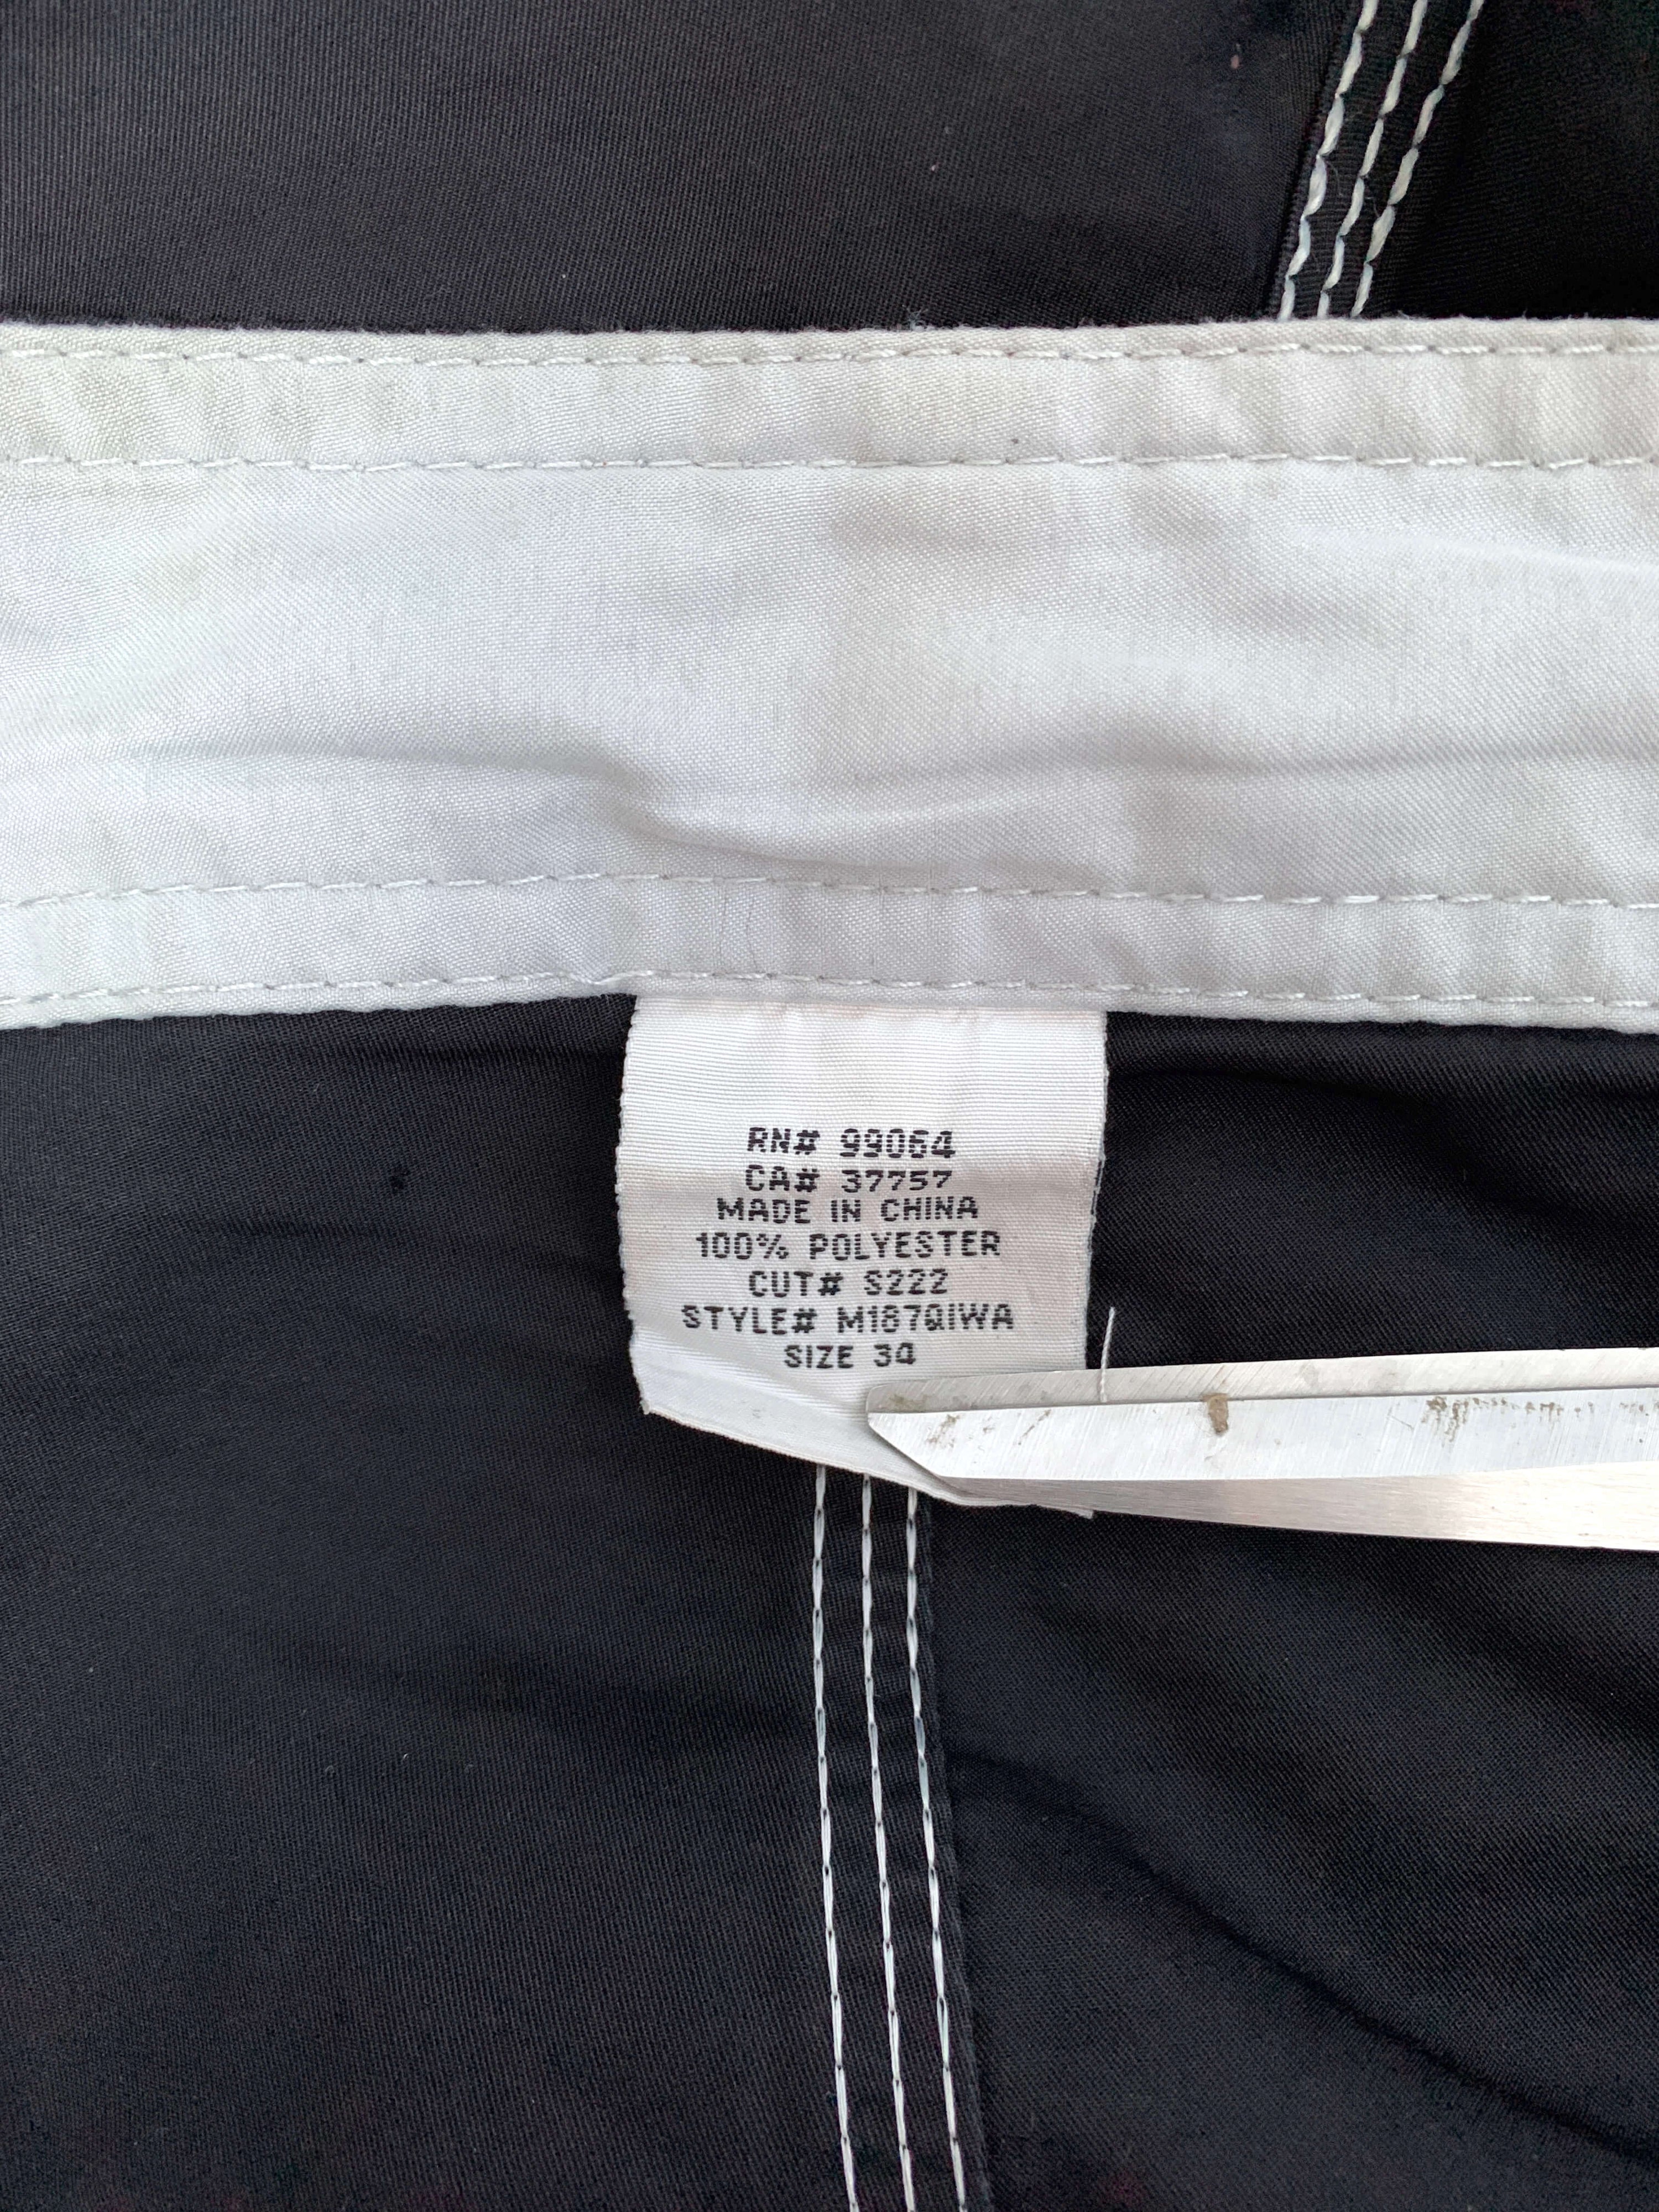 RN# 99064
CA# 37757
MADE IN CHINA
100% POLYESTER
CUT# S222
STYLE# M187QIWA
SIZE 34